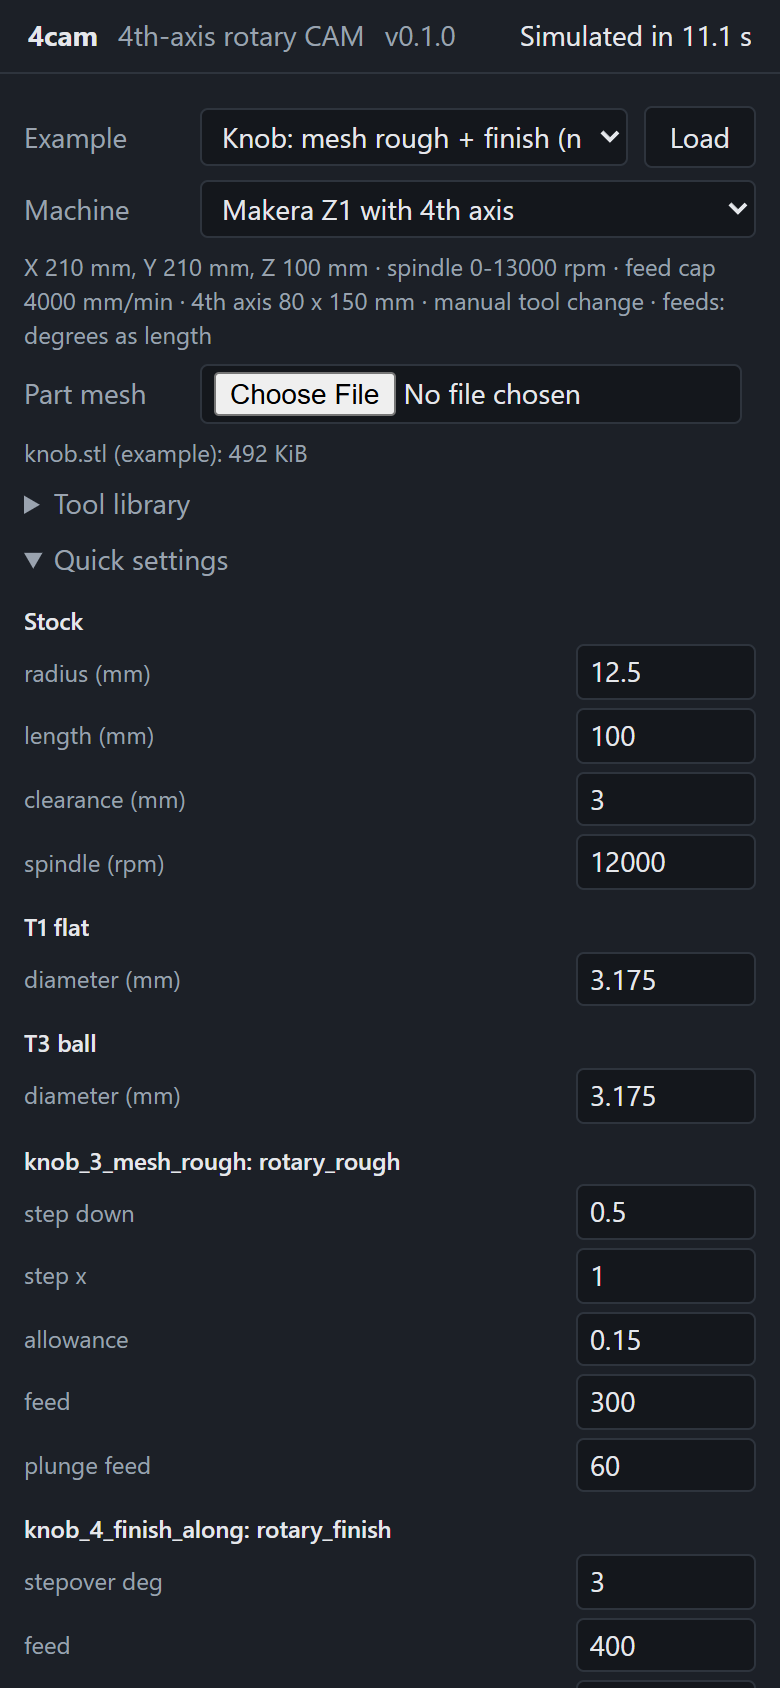 4cam 4th-axis rotary CAM v0.1.0 Simulated in 11.1 s
Example Knob: mesh rough + finish (n Load
Machine Makera Z1 with 4th axis
X 210 mm, Y 210 mm, Z 100 mm · spindle 0-13000 rpm · feed cap
4000 mm/min · 4th axis 80 x 150 mm · manual tool change · feeds:
degrees as length
Part mesh Choose File No file chosen
knob.stl (example): 492 KiB
Tool library
Quick settings
Stock
radius (mm) 12.5
length (mm) 100
clearance (mm) 3
spindle (rpm) 12000
T1 flat
diameter (mm) 3.175
T3 ball
diameter (mm) 3.175
knob_3_mesh_rough: rotary_rough
step down 0.5
step x 1
allowance 0.15
feed 300
plunge feed 60
knob_4_finish_along: rotary_finish
stepover deg 3
feed 400